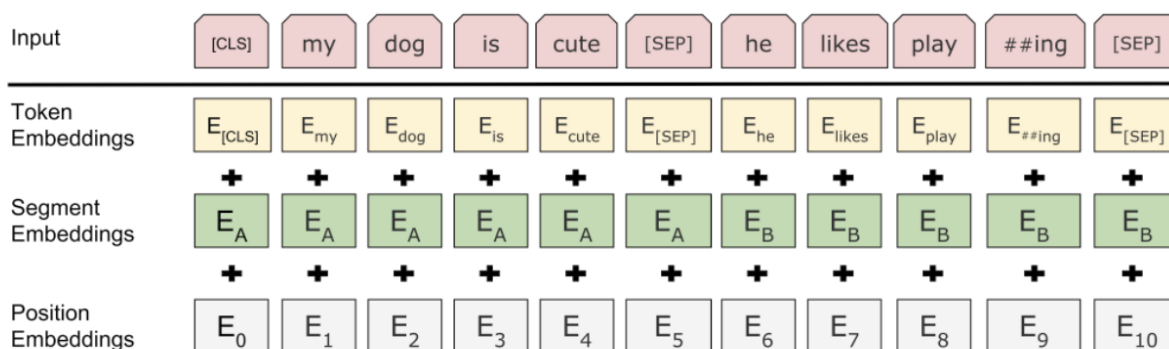 Input [CLS] my dog is cute [SEP] he likes play ##ing [SEP]
Token
Embeddings E[CLS] Emy Edog Eis Ecute E[SEP] Ehe Elikes Eplay E##ing E[SEP]
+ + + + + + + + + + +
Segment
Embeddings EA EA EA EA EA EA EB EB EB EB EB
+ + + + + + + + + + +
Position
Embeddings E0 E1 E2 E3 E4 E5 E6 E7 E8 E9 E10